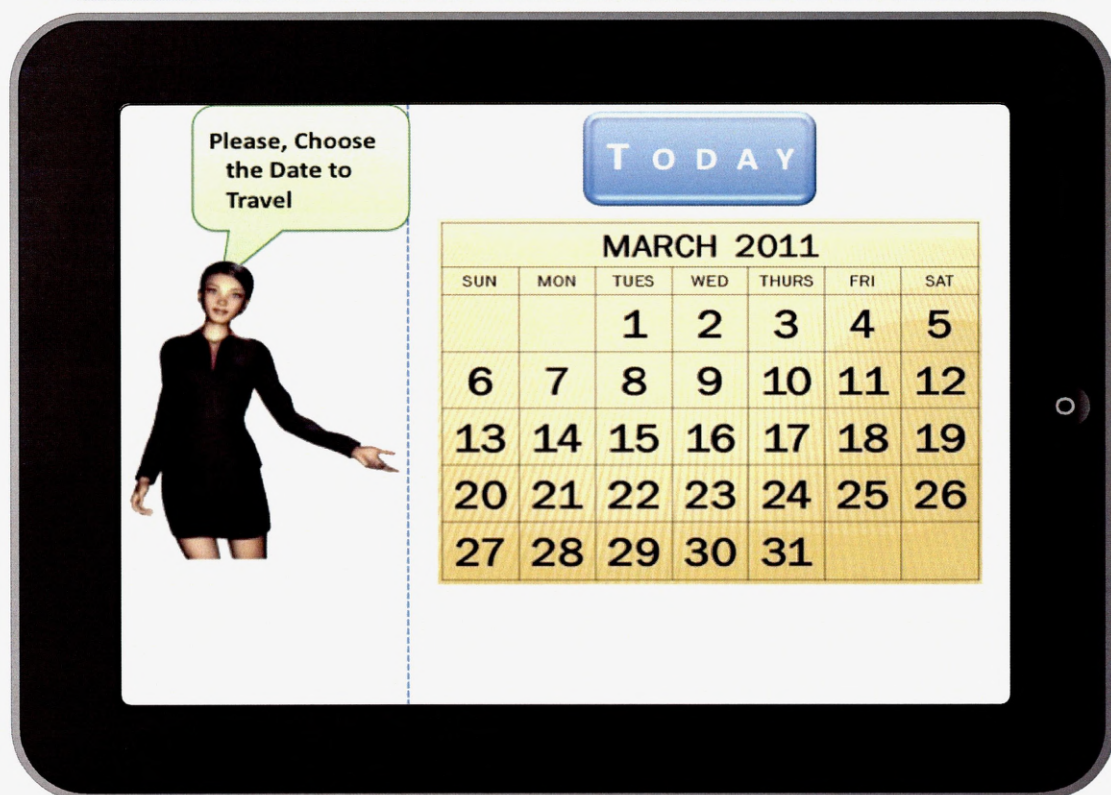 Please, Choose
the Date to
Travel
TODAY
MARCH 2011
SUN MON TUES WED THURS FRI SAT
1 2 3 4 5
6 7 8 9 10 11 12
13 14 15 16 17 18 19
20 21 22 23 24 25 26
27 28 29 30 31